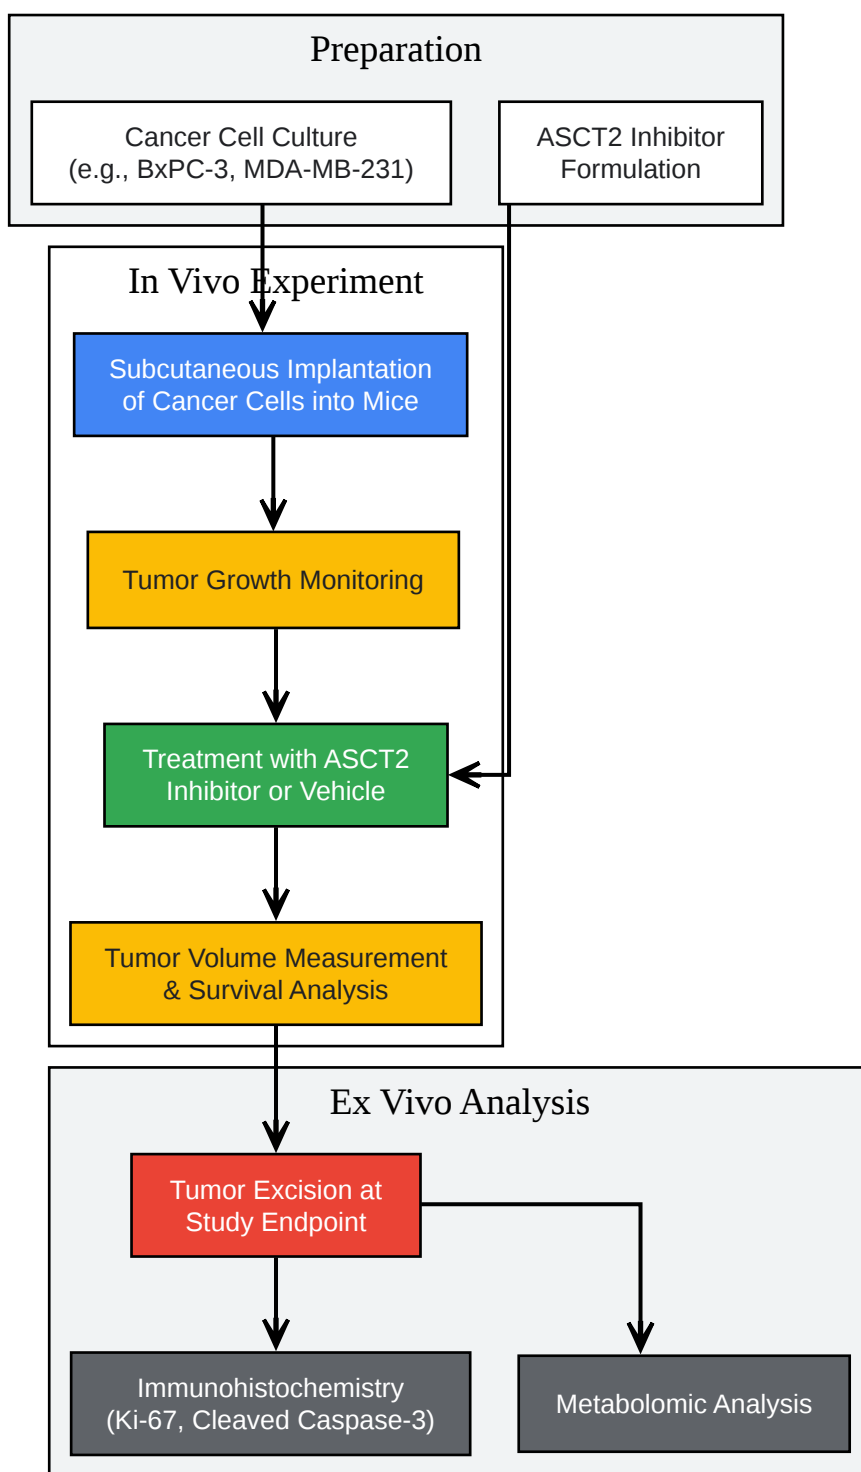 Preparation
Cancer Cell Culture
(e.g., BxPC-3, MDA-MB-231)
ASCT2 Inhibitor
Formulation
In Vivo Experiment
Subcutaneous Implantation
of Cancer Cells into Mice
Tumor Growth Monitoring
Treatment with ASCT2
Inhibitor or Vehicle
Tumor Volume Measurement
& Survival Analysis
Ex Vivo Analysis
Tumor Excision at
Study Endpoint
Immunohistochemistry
(Ki-67, Cleaved Caspase-3)
Metabolomic Analysis